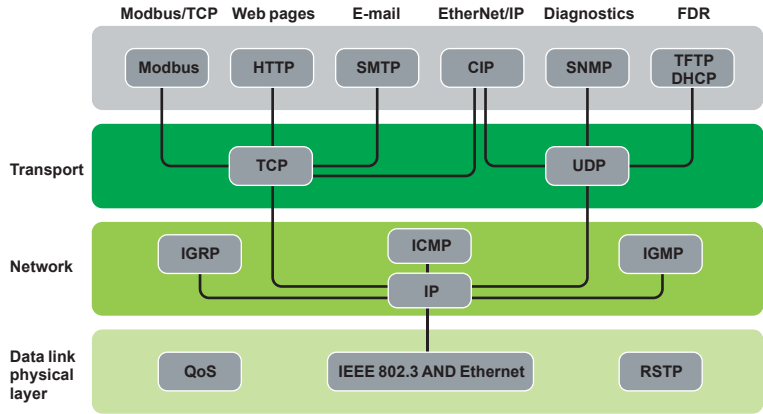 Modbus/TCP
Web pages
E-mail
EtherNet/IP
Diagnostics
FDR
Modbus
HTTP
SMTP
CIP
SNMP
TFTP
DHCP
Transport
TCP
UDP
Network
IGRP
ICMP
IGMP
IP
Data link
physical
layer
QoS
IEEE 802.3 AND Ethernet
RSTP